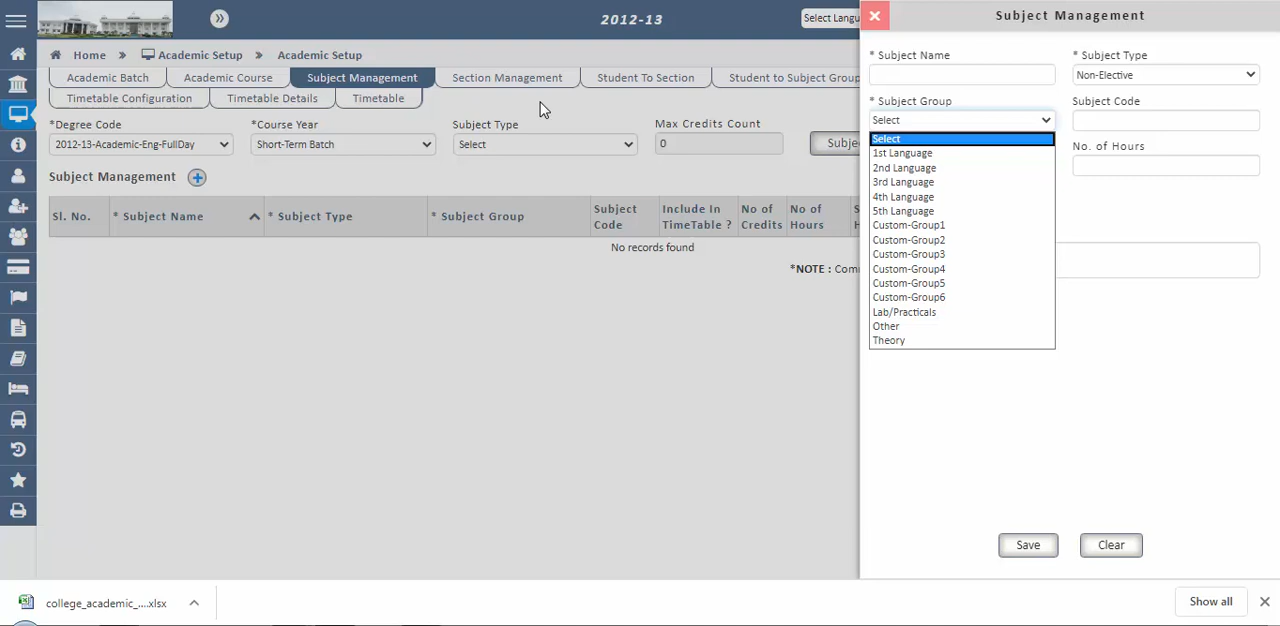 2012-13
Select Langu
Subject Management
Home » Academic Setup » Academic Setup
Academic Batch
Academic Course
Subject Management
Section Management
Student To Section
Student to Subject Group
Timetable Configuration
Timetable Details
Timetable
*Degree Code
*Course Year
Subject Type
Max Credits Count
2012-13-Academic-Eng-FullDay
Short-Term Batch
Select
0
Subje
Subject Management
Sl. No.
* Subject Name
* Subject Type
* Subject Group
Subject Code
Include In TimeTable ?
No of Credits
No of Hours
S
H
No records found
*NOTE : Com
* Subject Name
* Subject Type
Non-Elective
* Subject Group
Subject Code
Select
No. of Hours
Select
1st Language
2nd Language
3rd Language
4th Language
5th Language
Custom-Group1
Custom-Group2
Custom-Group3
Custom-Group4
Custom-Group5
Custom-Group6
Lab/Practicals
Other
Theory
Save
Clear
college_academic_....xlsx
Show all